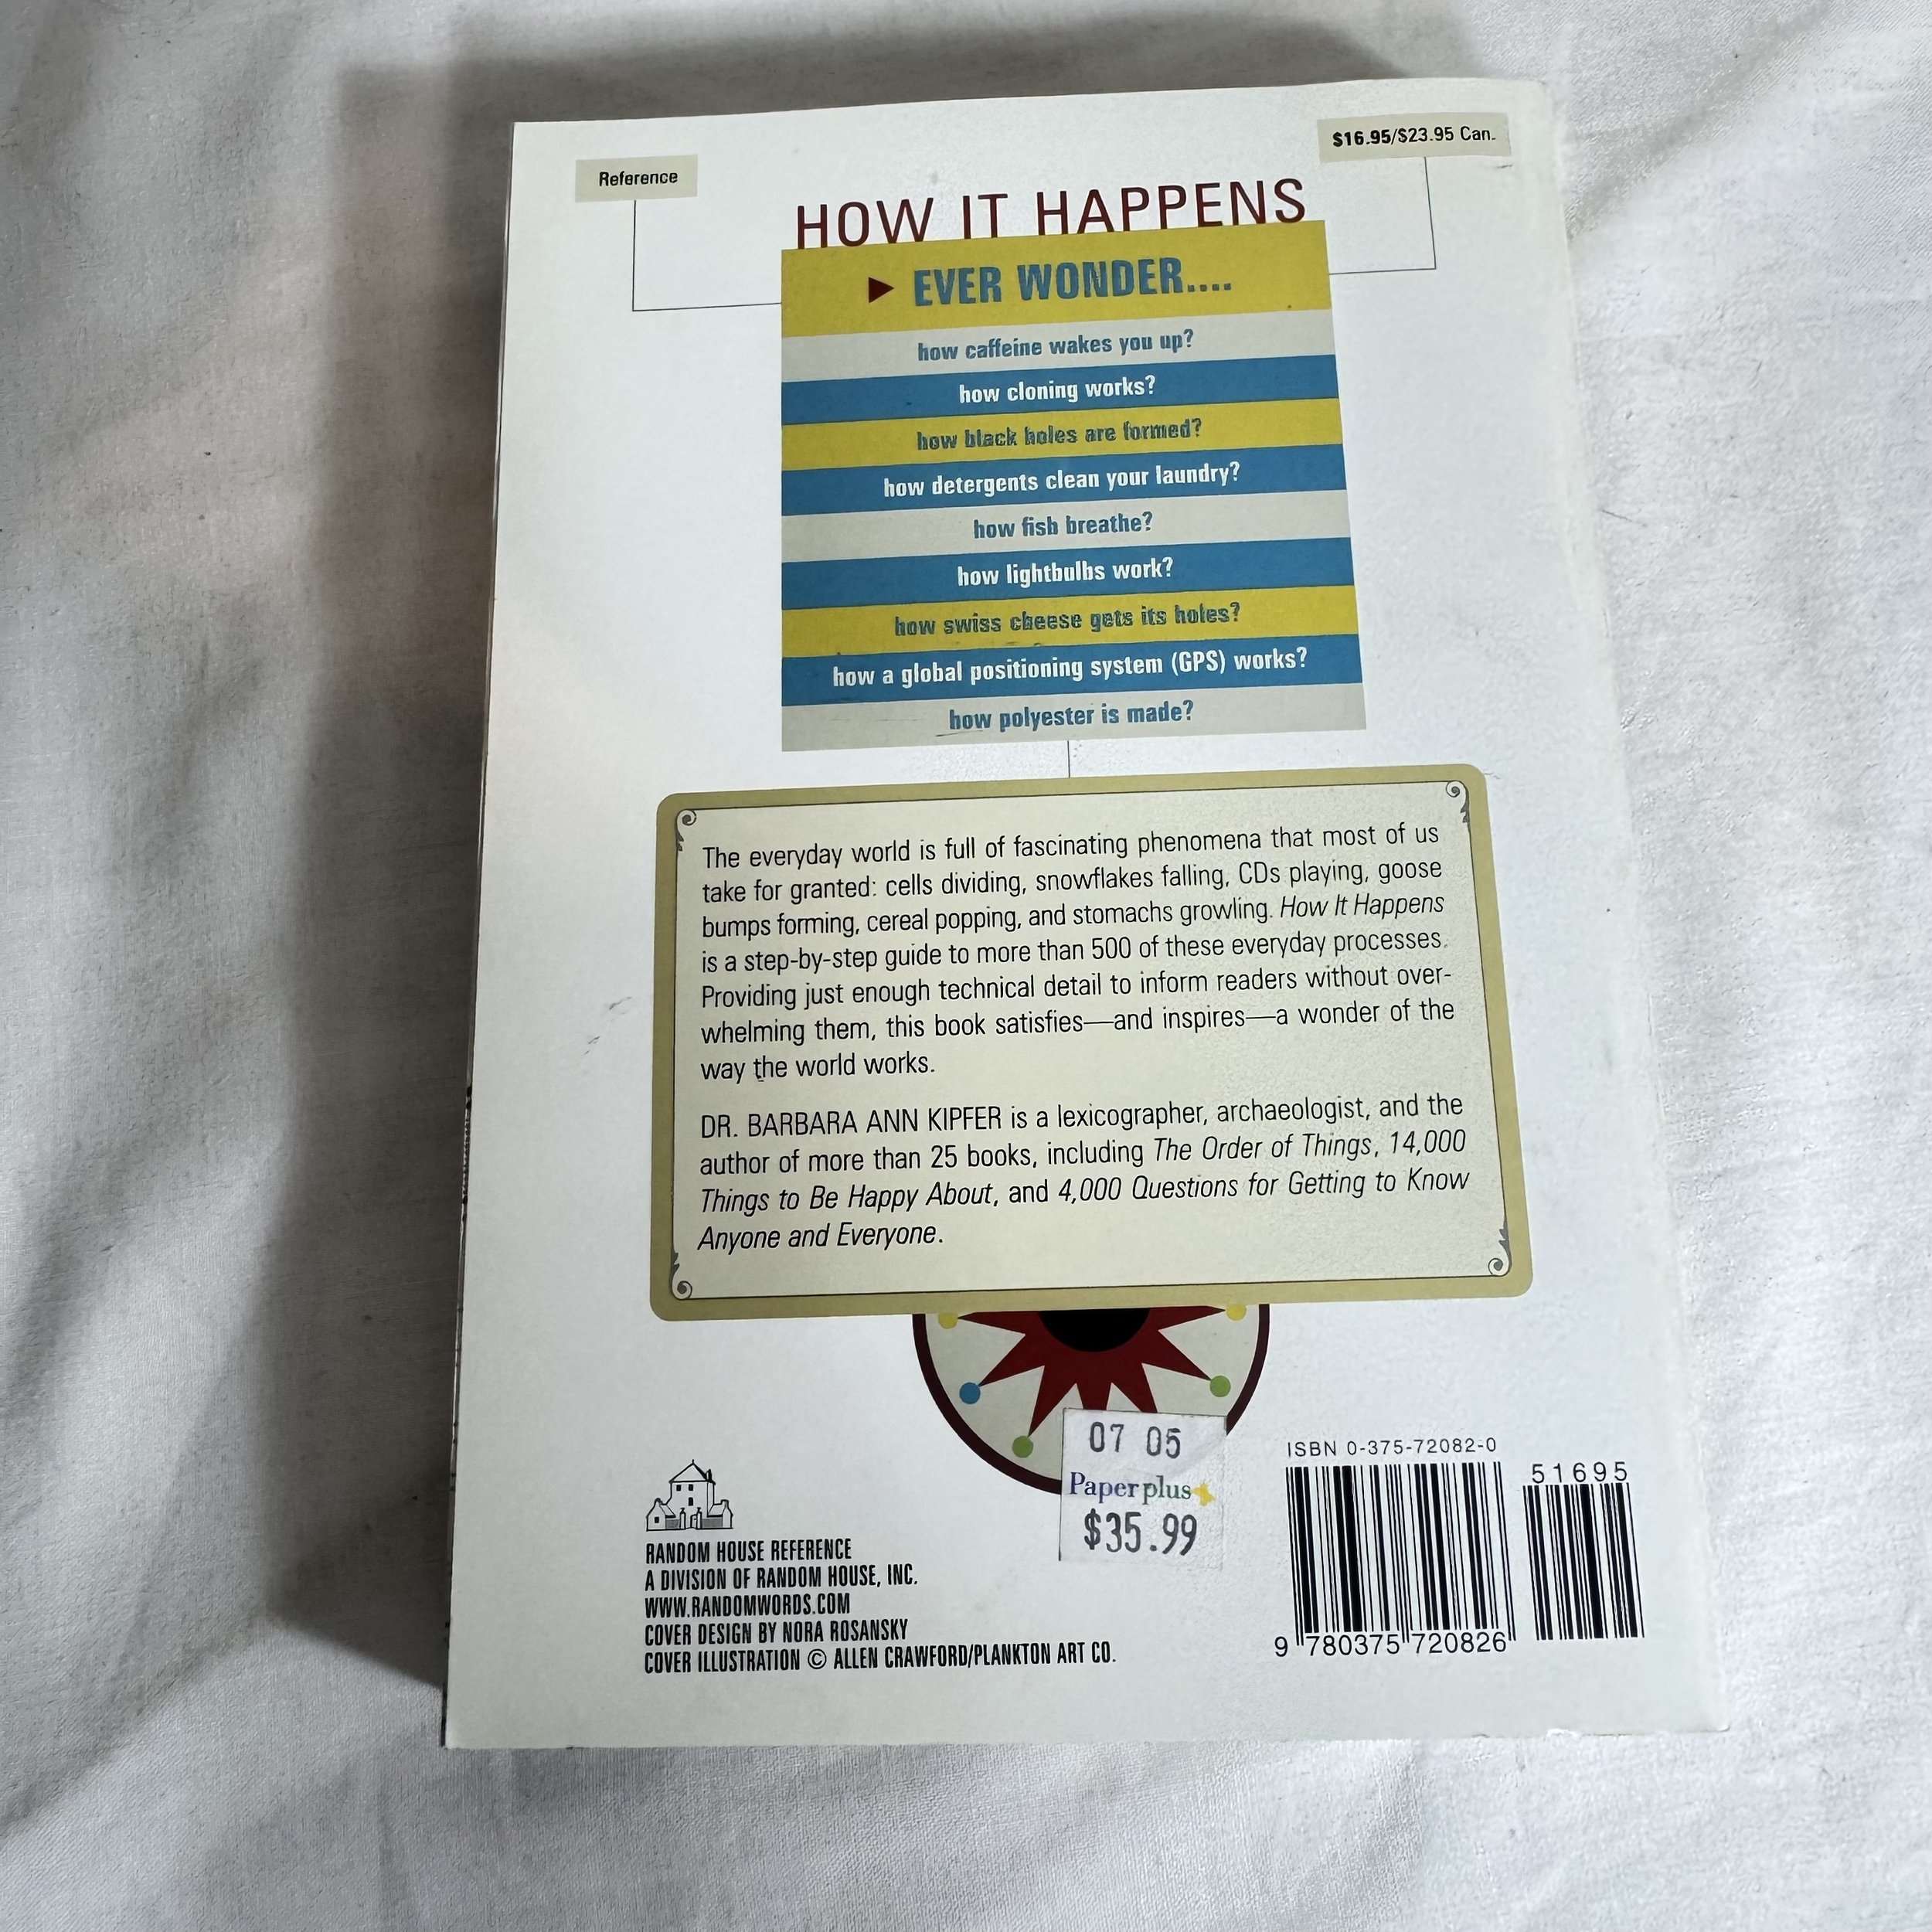 $16.95/$23.95 Can.
Reference
HOW IT HAPPENS
EVER WONDER....
how caffeine wakes you up?
how cloning works?
how black holes are formed?
how detergents clean your laundry?
how fish breathe?
how lightbulbs work?
how swiss cheese gets its holes?
how a global positioning system (GPS) works?
how polyester is made?
The everyday world is full of fascinating phenomena that most of us
take for granted: cells dividing, snowflakes falling, CDs playing, goose
bumps forming, cereal popping, and stomachs growling. How It Happens
is a step-by-step guide to more than 500 of these everyday processes.
Providing just enough technical detail to inform readers without over-
whelming them, this book satisfies—and inspires—a wonder of the
way the world works.
DR. BARBARA ANN KIPFER is a lexicographer, archaeologist, and the
author of more than 25 books, including The Order of Things, 14,000
Things to Be Happy About, and 4,000 Questions for Getting to Know
Anyone and Everyone.
07 05
Paper plus
$35.99
RANDOM HOUSE REFERENCE
A DIVISION OF RANDOM HOUSE, INC.
WWW.RANDOMWORDS.COM
COVER DESIGN BY NORA ROSANSKY
COVER ILLUSTRATION © ALLEN CRAWFORD/PLANKTON ART CO.
ISBN 0-375-72082-0
51695
9 780375 720826